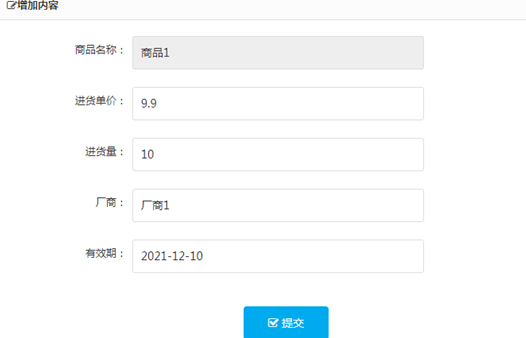 增加内容
商品名称： 商品1
进货单价： 9.9
进货量： 10
厂商： 厂商1
有效期： 2021-12-10
提交